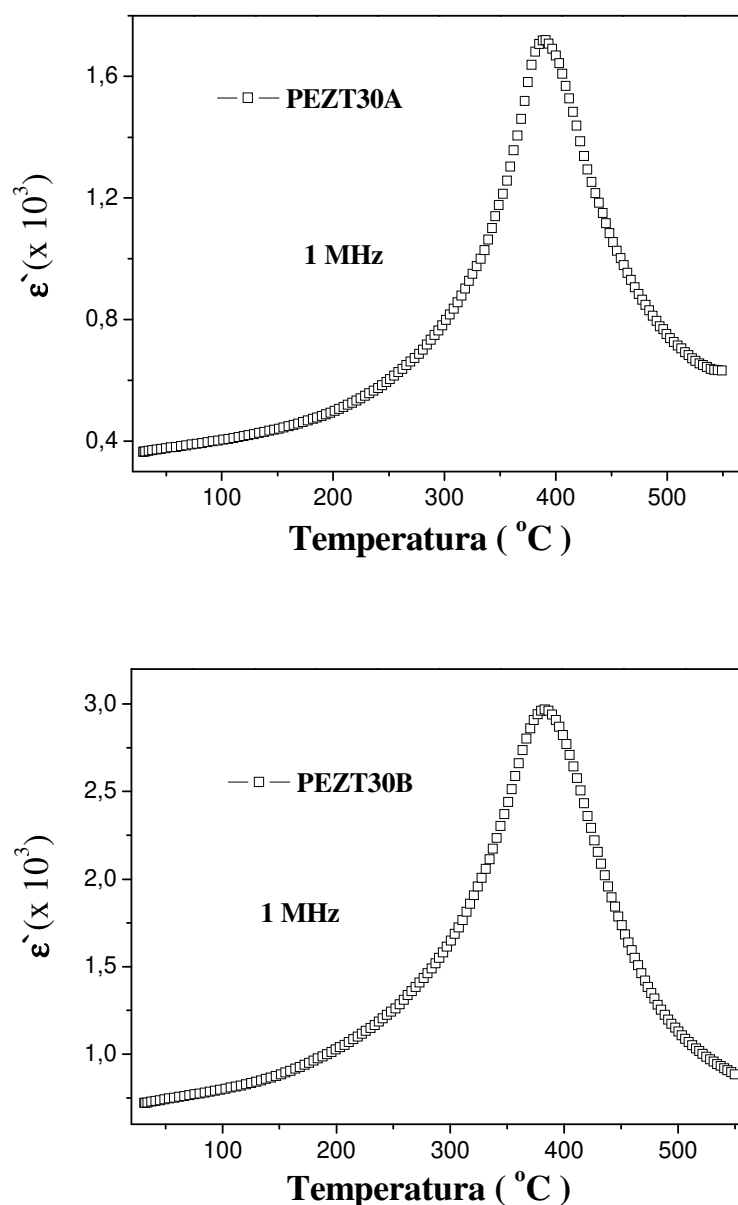 1,6
1,2
0,8
0,4
ε` (x 10³)
PEZT30A
1 MHz
100 200 300 400 500
Temperatura ( °C )
3,0
2,5
2,0
1,5
1,0
ε` (x 10³)
PEZT30B
1 MHz
100 200 300 400 500
Temperatura ( °C )